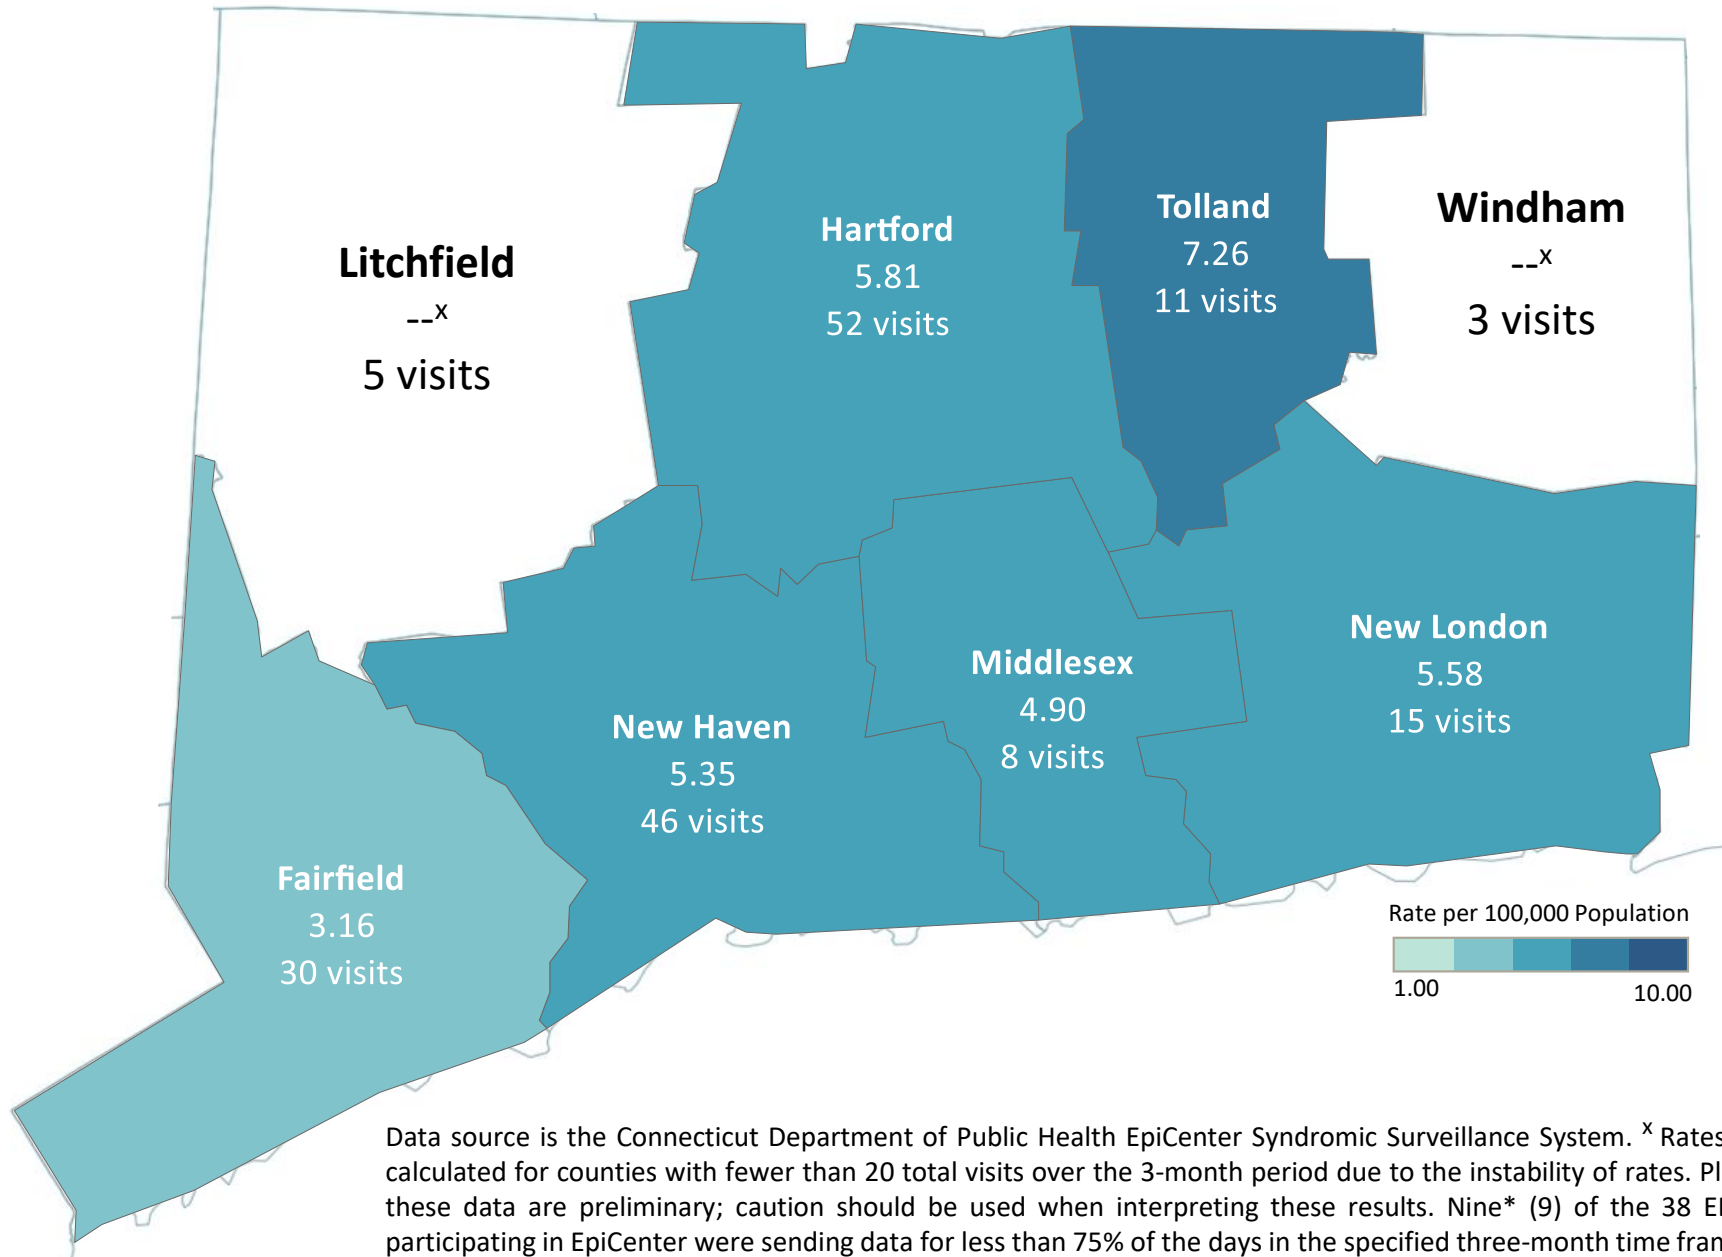 Litchfield
--x
5 visits
Hartford
5.81
52 visits
Tolland
7.26
11 visits
Windham
--x
3 visits
Fairfield
3.16
30 visits
New Haven
5.35
46 visits
Middlesex
4.90
8 visits
New London
5.58
15 visits
Rate per 100,000 Population
1.00
10.00
Data source is the Connecticut Department of Public Health EpiCenter Syndromic Surveillance System. x Rates
calculated for counties with fewer than 20 total visits over the 3-month period due to the instability of rates.
these data are preliminary; caution should be used when interpreting these results. Nine* (9) of the 38
participating in EpiCenter were sending data for less than 75% of the days in the specified three-month time